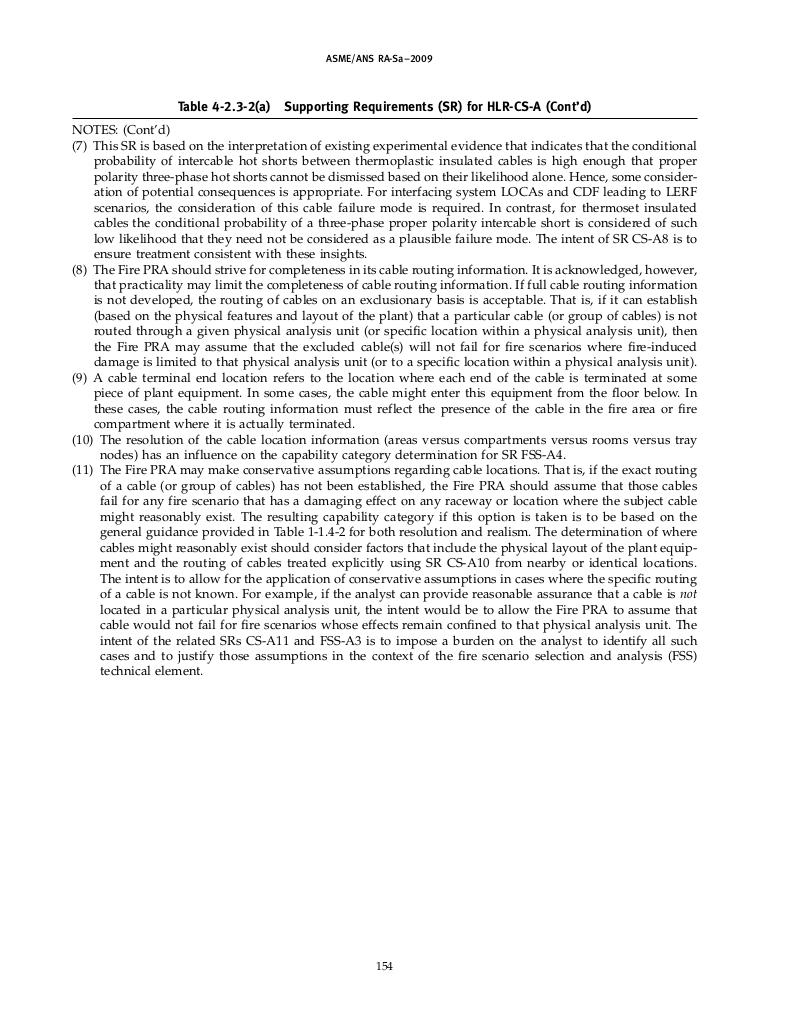 ASME/ANS RA-Sa–2009
Table 4-2.3-2(a) Supporting Requirements (SR) for HLR-CS-A (Cont'd)
NOTES: (Cont'd)
(7) This SR is based on the interpretation of existing experimental evidence that indicates that the conditional
probability of intercable hot shorts between thermoplastic insulated cables is high enough that proper
polarity three-phase hot shorts cannot be dismissed based on their likelihood alone. Hence, some consider-
ation of potential consequences is appropriate. For interfacing system LOCAs and CDF leading to LERF
scenarios, the consideration of this cable failure mode is required. In contrast, for thermoset insulated
cables the conditional probability of a three-phase proper polarity intercable short is considered of such
low likelihood that they need not be considered as a plausible failure mode. The intent of SR CS-A8 is to
ensure treatment consistent with these insights.
(8) The Fire PRA should strive for completeness in its cable routing information. It is acknowledged, however,
that practicality may limit the completeness of cable routing information. If full cable routing information
is not developed, the routing of cables on an exclusionary basis is acceptable. That is, if it can establish
(based on the physical features and layout of the plant) that a particular cable (or group of cables) is not
routed through a given physical analysis unit (or specific location within a physical analysis unit), then
the Fire PRA may assume that the excluded cable(s) will not fail for fire scenarios where fire-induced
damage is limited to that physical analysis unit (or to a specific location within a physical analysis unit).
(9) A cable terminal end location refers to the location where each end of the cable is terminated at some
piece of plant equipment. In some cases, the cable might enter this equipment from the floor below. In
these cases, the cable routing information must reflect the presence of the cable in the fire area or fire
compartment where it is actually terminated.
(10) The resolution of the cable location information (areas versus compartments versus rooms versus tray
nodes) has an influence on the capability category determination for SR FSS-A4.
(11) The Fire PRA may make conservative assumptions regarding cable locations. That is, if the exact routing
of a cable (or group of cables) has not been established, the Fire PRA should assume that those cables
fail for any fire scenario that has a damaging effect on any raceway or location where the subject cable
might reasonably exist. The resulting capability category if this option is taken is to be based on the
general guidance provided in Table 1-1.4-2 for both resolution and realism. The determination of where
cables might reasonably exist should consider factors that include the physical layout of the plant equip-
ment and the routing of cables treated explicitly using SR CS-A10 from nearby or identical locations.
The intent is to allow for the application of conservative assumptions in cases where the specific routing
of a cable is not known. For example, if the analyst can provide reasonable assurance that a cable is not
located in a particular physical analysis unit, the intent would be to allow the Fire PRA to assume that
cable would not fail for fire scenarios whose effects remain confined to that physical analysis unit. The
intent of the related SRs CS-A11 and FSS-A3 is to impose a burden on the analyst to identify all such
cases and to justify those assumptions in the context of the fire scenario selection and analysis (FSS)
technical element.
154